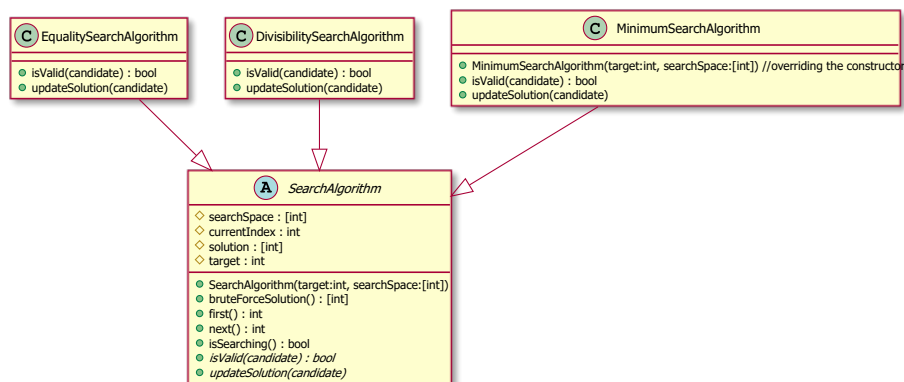 C EqualitySearchAlgorithm
isValid(candidate) : bool
updateSolution(candidate)
C DivisibilitySearchAlgorithm
isValid(candidate) : bool
updateSolution(candidate)
C MinimumSearchAlgorithm
MinimumSearchAlgorithm(target:int, searchSpace:[int]) //overriding the constructor
isValid(candidate) : bool
updateSolution(candidate)
A SearchAlgorithm
searchSpace : [int]
currentIndex : int
solution : [int]
target : int
SearchAlgorithm(target:int, searchSpace:[int])
bruteForceSolution() : [int]
first() : int
next() : int
isSearching() : bool
isValid(candidate) : bool
updateSolution(candidate)